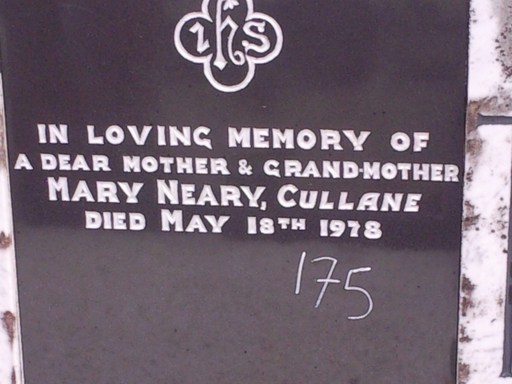 IHS
IN LOVING MEMORY OF
A DEAR MOTHER & GRAND-MOTHER
MARY NEARY, CULLANE
DIED MAY 18TH 1978
175